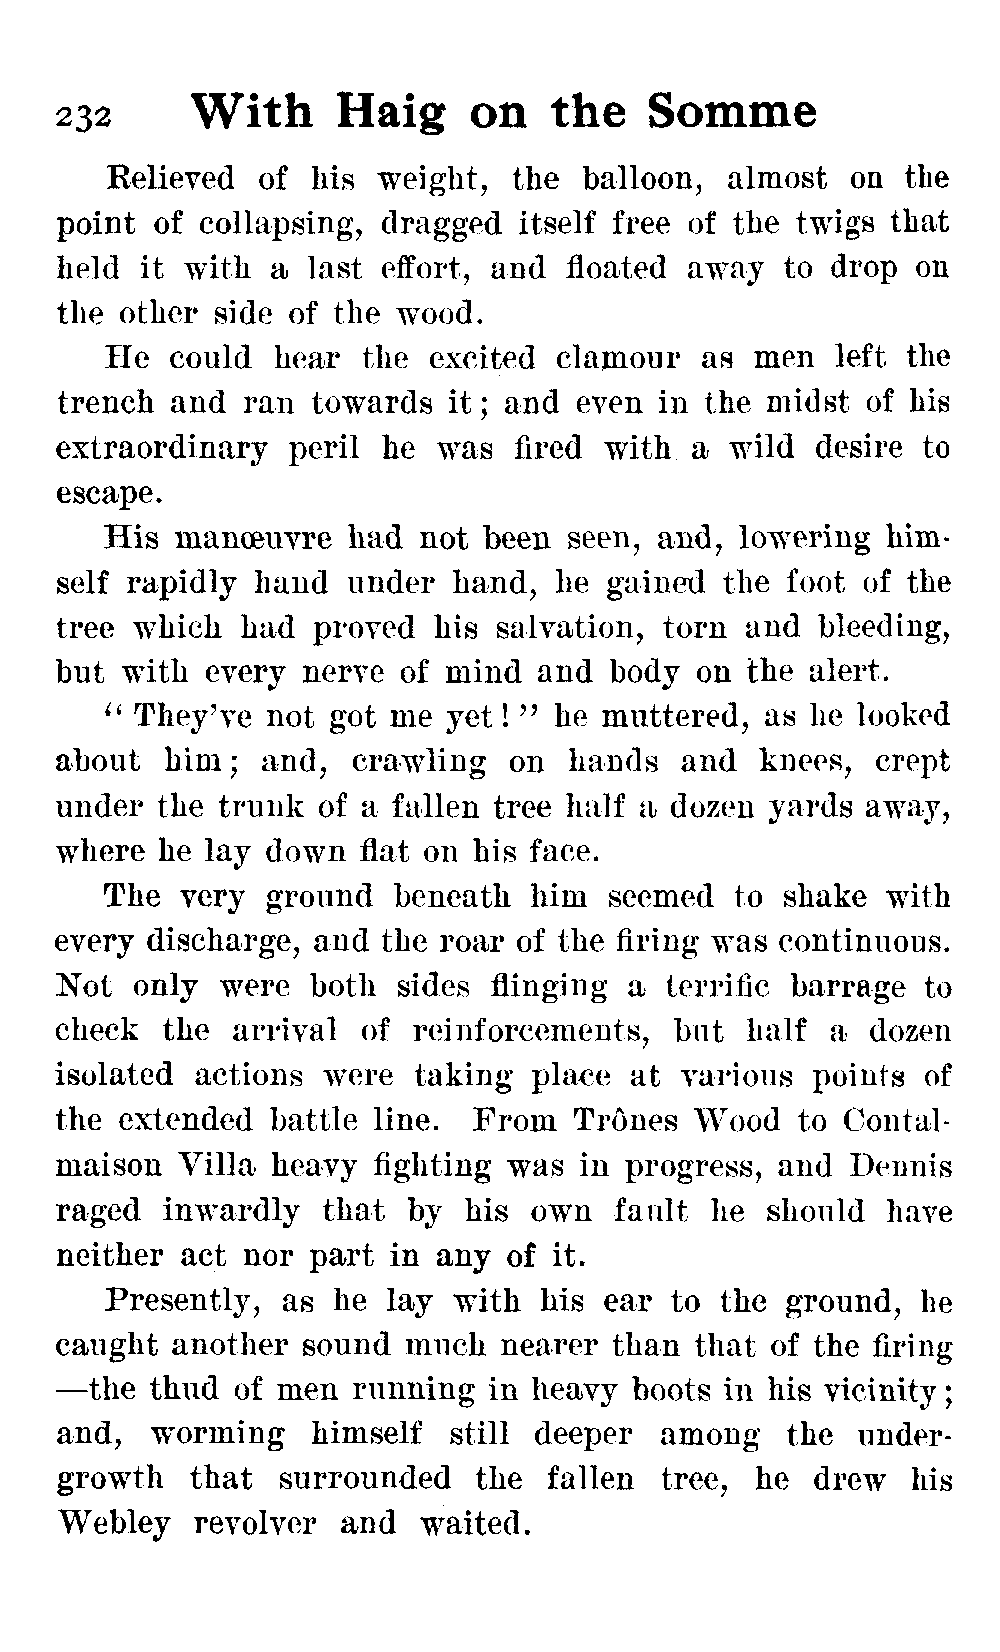 232 With Haig on the Somme
Relieved of his weight, the balloon, almost on the
point of collapsing, dragged itself free of the twigs that
held it with a last effort, and floated away to drop on
the other side of the wood.
He could hear the excited clamour as men left the
trench and ran towards it; and even in the midst of his
extraordinary peril he was fired with a wild desire to
escape.
His manœuvre had not been seen, and, lowering him-
self rapidly hand under hand, he gained the foot of the
tree which had proved his salvation, torn and bleeding,
but with every nerve of mind and body on the alert.
“ They’ve not got me yet! ” he muttered, as he looked
about him; and, crawling on hands and knees, crept
under the trunk of a fallen tree half a dozen yards away,
where he lay down flat on his face.
The very ground beneath him seemed to shake with
every discharge, and the roar of the firing was continuous.
Not only were both sides flinging a terrific barrage to
check the arrival of reinforcements, but half a dozen
isolated actions were taking place at various points of
the extended battle line. From Trônes Wood to Contal-
maison Villa heavy fighting was in progress, and Dennis
raged inwardly that by his own fault he should have
neither act nor part in any of it.
Presently, as he lay with his ear to the ground, he
caught another sound much nearer than that of the firing
—the thud of men running in heavy boots in his vicinity;
and, worming himself still deeper among the under-
growth that surrounded the fallen tree, he drew his
Webley revolver and waited.